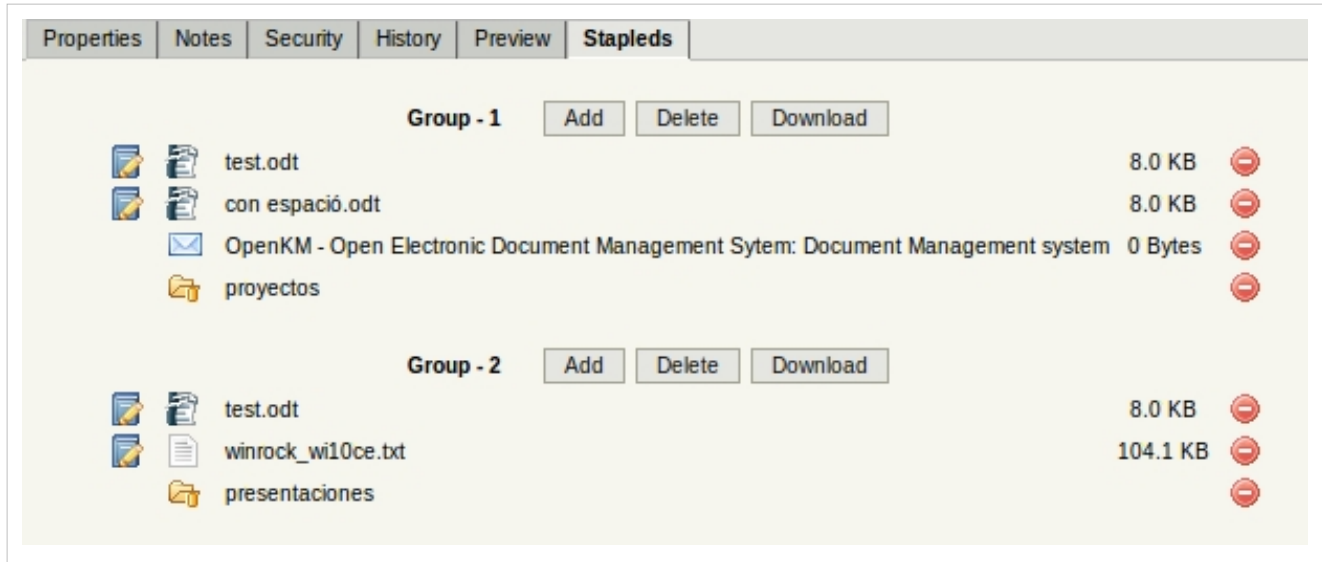 Properties Notes Security History Preview Stapleds
Group - 1 Add Delete Download
test.odt 8.0 KB
con espació.odt 8.0 KB
OpenKM - Open Electronic Document Management Sytem: Document Management system 0 Bytes
proyectos
Group - 2 Add Delete Download
test.odt 8.0 KB
winrock_wi10ce.txt 104.1 KB
presentaciones